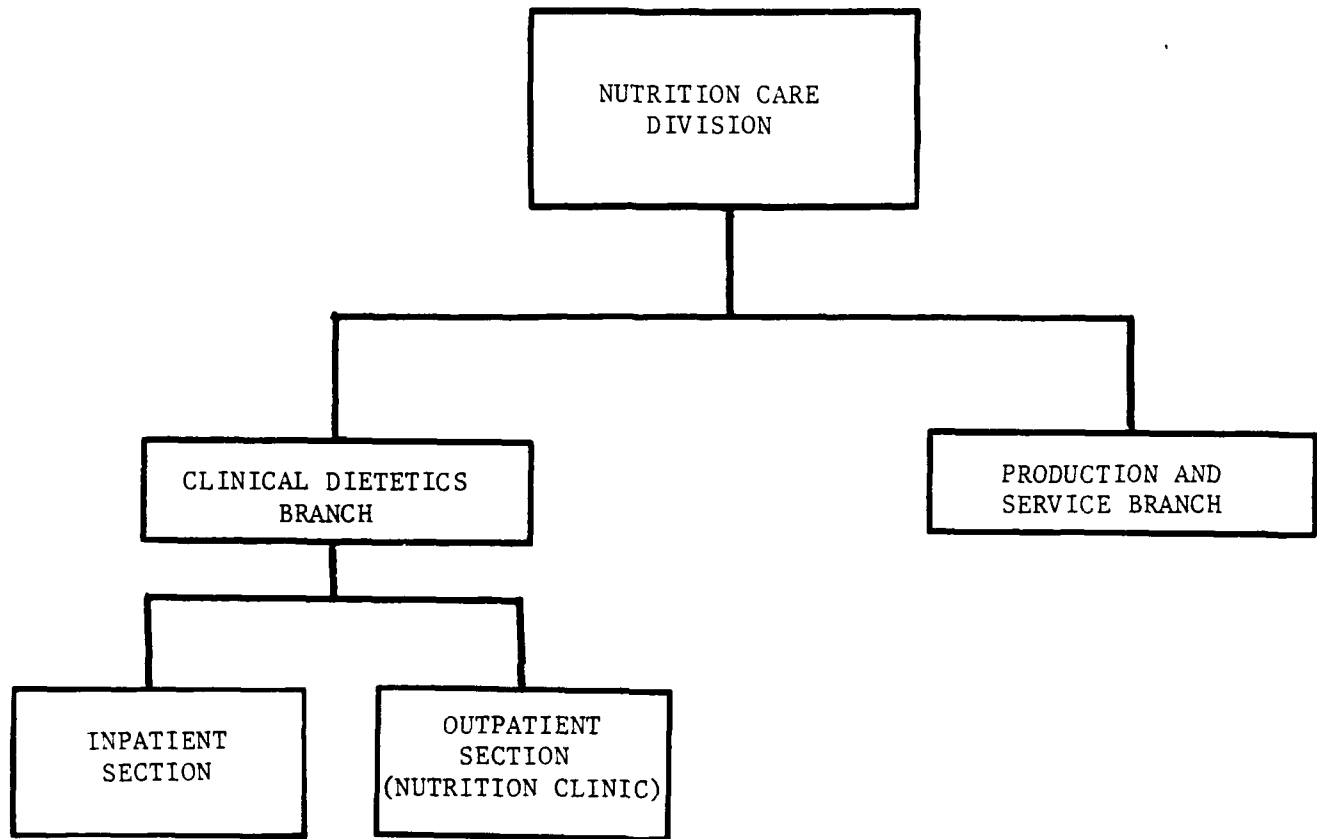 NUTRITION CARE
DIVISION
CLINICAL DIETETICS
BRANCH
PRODUCTION AND
SERVICE BRANCH
INPATIENT
SECTION
OUTPATIENT
SECTION
(NUTRITION CLINIC)